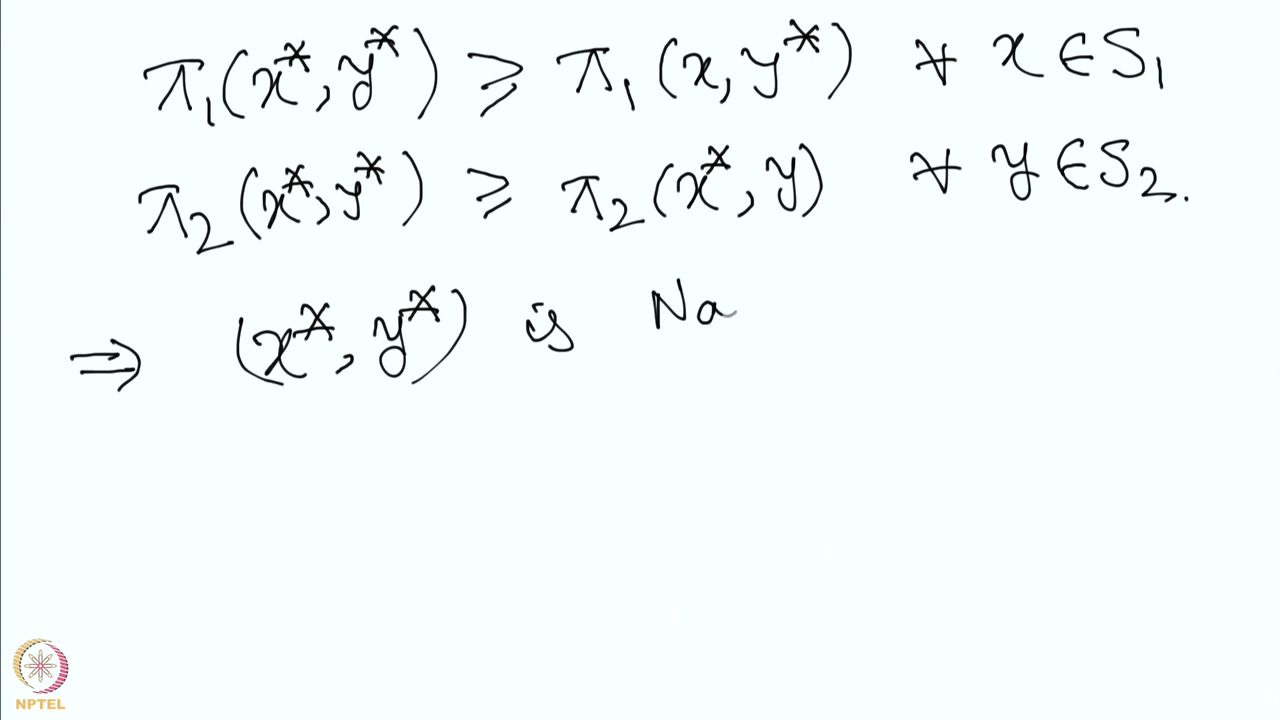 π₁(x*, y*) ⩾ π₁(x, y*) ∀ x ∈ S₁
π₂(x*, y*) ⩾ π₂(x*, y) ∀ y ∈ S₂.
⇒ (x*, y*) is Na
NPTEL